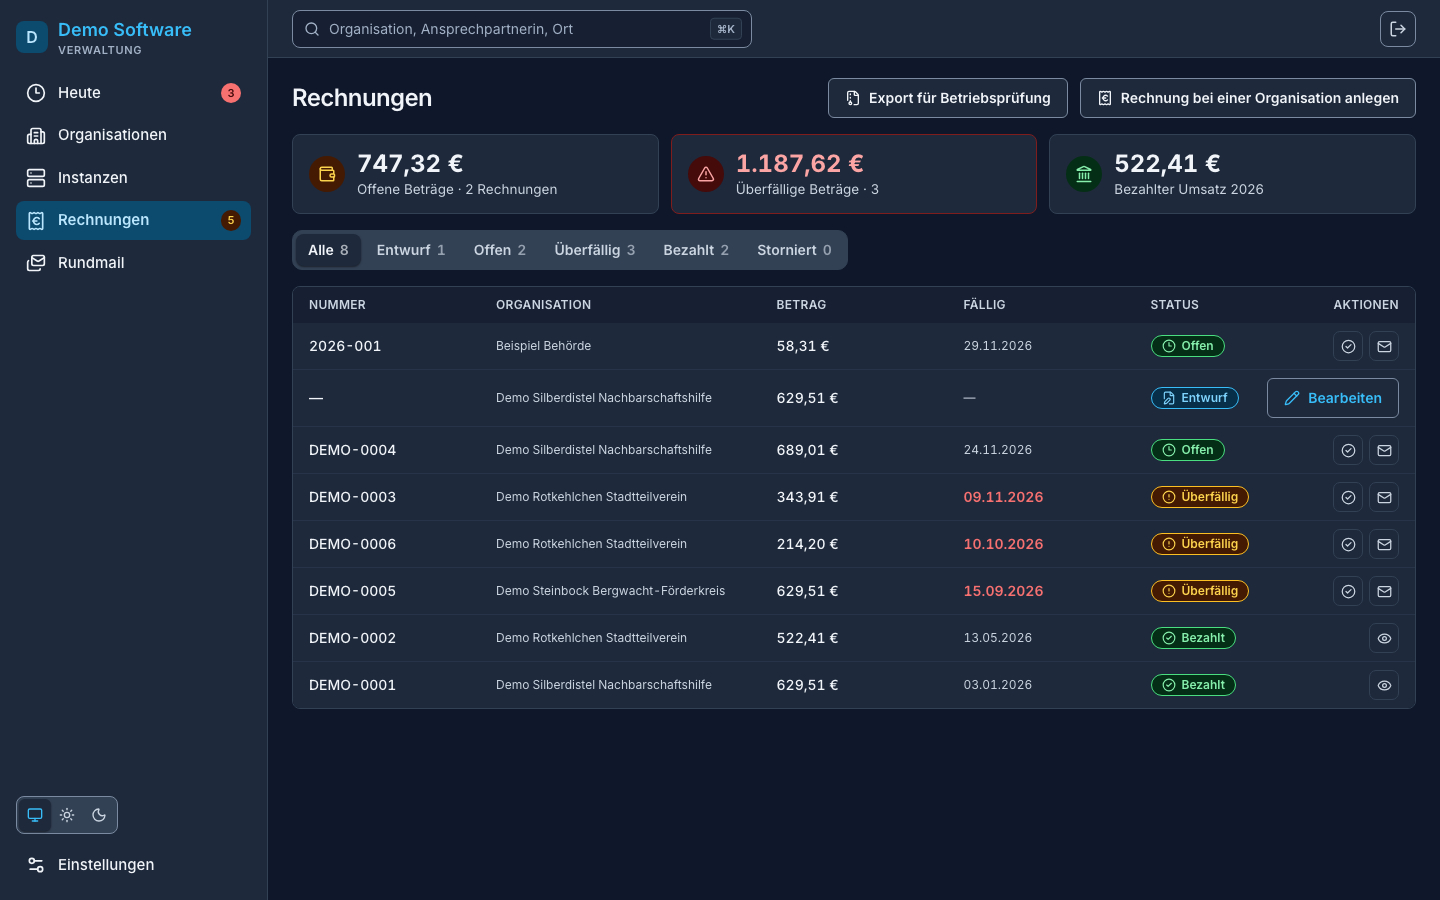 D
Demo Software
VERWALTUNG
Heute 3
Organisationen
Instanzen
Rechnungen 5
Rundmail
Einstellungen
Organisation, Ansprechpartnerin, Ort ⌘K
Rechnungen
Export für Betriebsprüfung
Rechnung bei einer Organisation anlegen
747,32 €
Offene Beträge · 2 Rechnungen
1.187,62 €
Überfällige Beträge · 3
522,41 €
Bezahlter Umsatz 2026
Alle 8 Entwurf 1 Offen 2 Überfällig 3 Bezahlt 2 Storniert 0
NUMMER ORGANISATION BETRAG FÄLLIG STATUS AKTIONEN
2026-001 Beispiel Behörde 58,31 € 29.11.2026 Offen
— Demo Silberdistel Nachbarschaftshilfe 629,51 € — Entwurf Bearbeiten
DEMO-0004 Demo Silberdistel Nachbarschaftshilfe 689,01 € 24.11.2026 Offen
DEMO-0003 Demo Rotkehlchen Stadtteilverein 343,91 € 09.11.2026 Überfällig
DEMO-0006 Demo Rotkehlchen Stadtteilverein 214,20 € 10.10.2026 Überfällig
DEMO-0005 Demo Steinbock Bergwacht-Förderkreis 629,51 € 15.09.2026 Überfällig
DEMO-0002 Demo Rotkehlchen Stadtteilverein 522,41 € 13.05.2026 Bezahlt
DEMO-0001 Demo Silberdistel Nachbarschaftshilfe 629,51 € 03.01.2026 Bezahlt